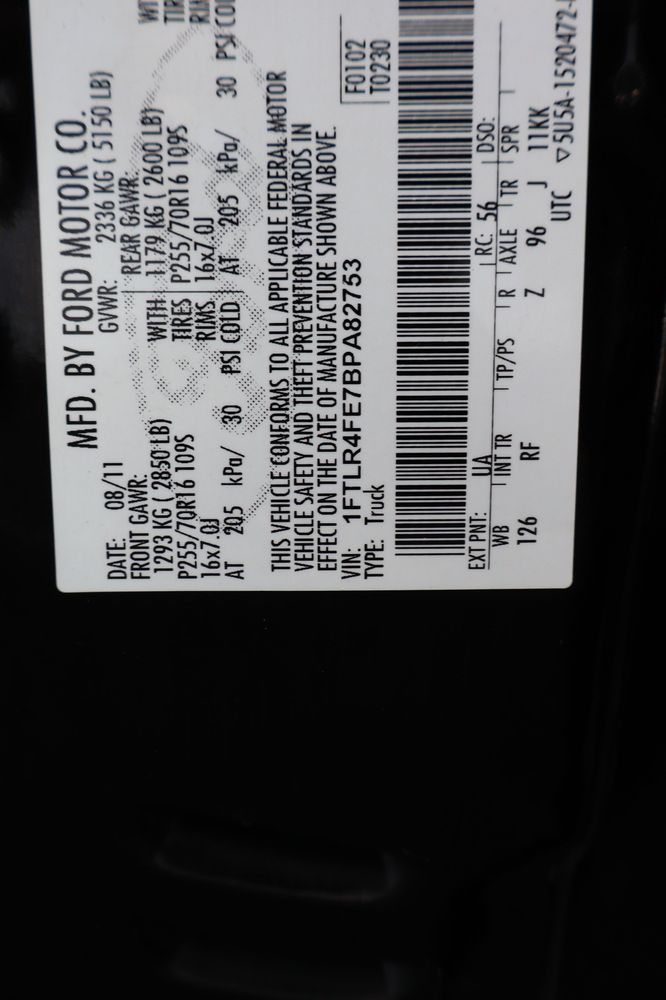 MFD. BY FORD MOTOR CO.
DATE: 08/11 GVWR: 2336 KG ( 5150 LB)
FRONT GAWR: REAR GAWR:
1293 KG ( 2850 LB) WITH 1179 KG ( 2600 LB) WI
P255/70R16 109S TIRES P255/70R16 109S TIR
16x7.0J RIMS 16x7.0J RIM
AT 205 kPa/ 30 PSI COLD AT 205 kPa/ 30 PSI COLD
THIS VEHICLE CONFORMS TO ALL APPLICABLE FEDERAL MOTOR
VEHICLE SAFETY AND THEFT PREVENTION STANDARDS IN
EFFECT ON THE DATE OF MANUFACTURE SHOWN ABOVE.
VIN: 1FTLR4FE7BPA82753 F0102
TYPE: Truck T0230
EXT PNT: UA RC: 56 DSO:
WB INT TR TP/PS R AXLE TR SPR
126 RF Z 96 J 11KK
UTC ▽5U5A-1520472-